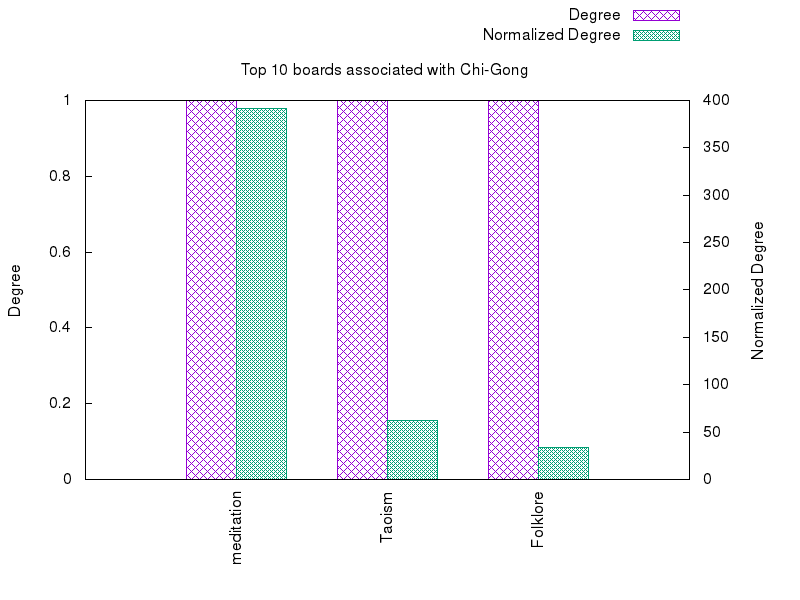 Degree
Normalized Degree
Top 10 boards associated with Chi-Gong
1
0.8
0.6
0.4
0.2
0
Degree
400
350
300
250
200
150
100
50
0
Normalized Degree
meditation
Taoism
Folklore